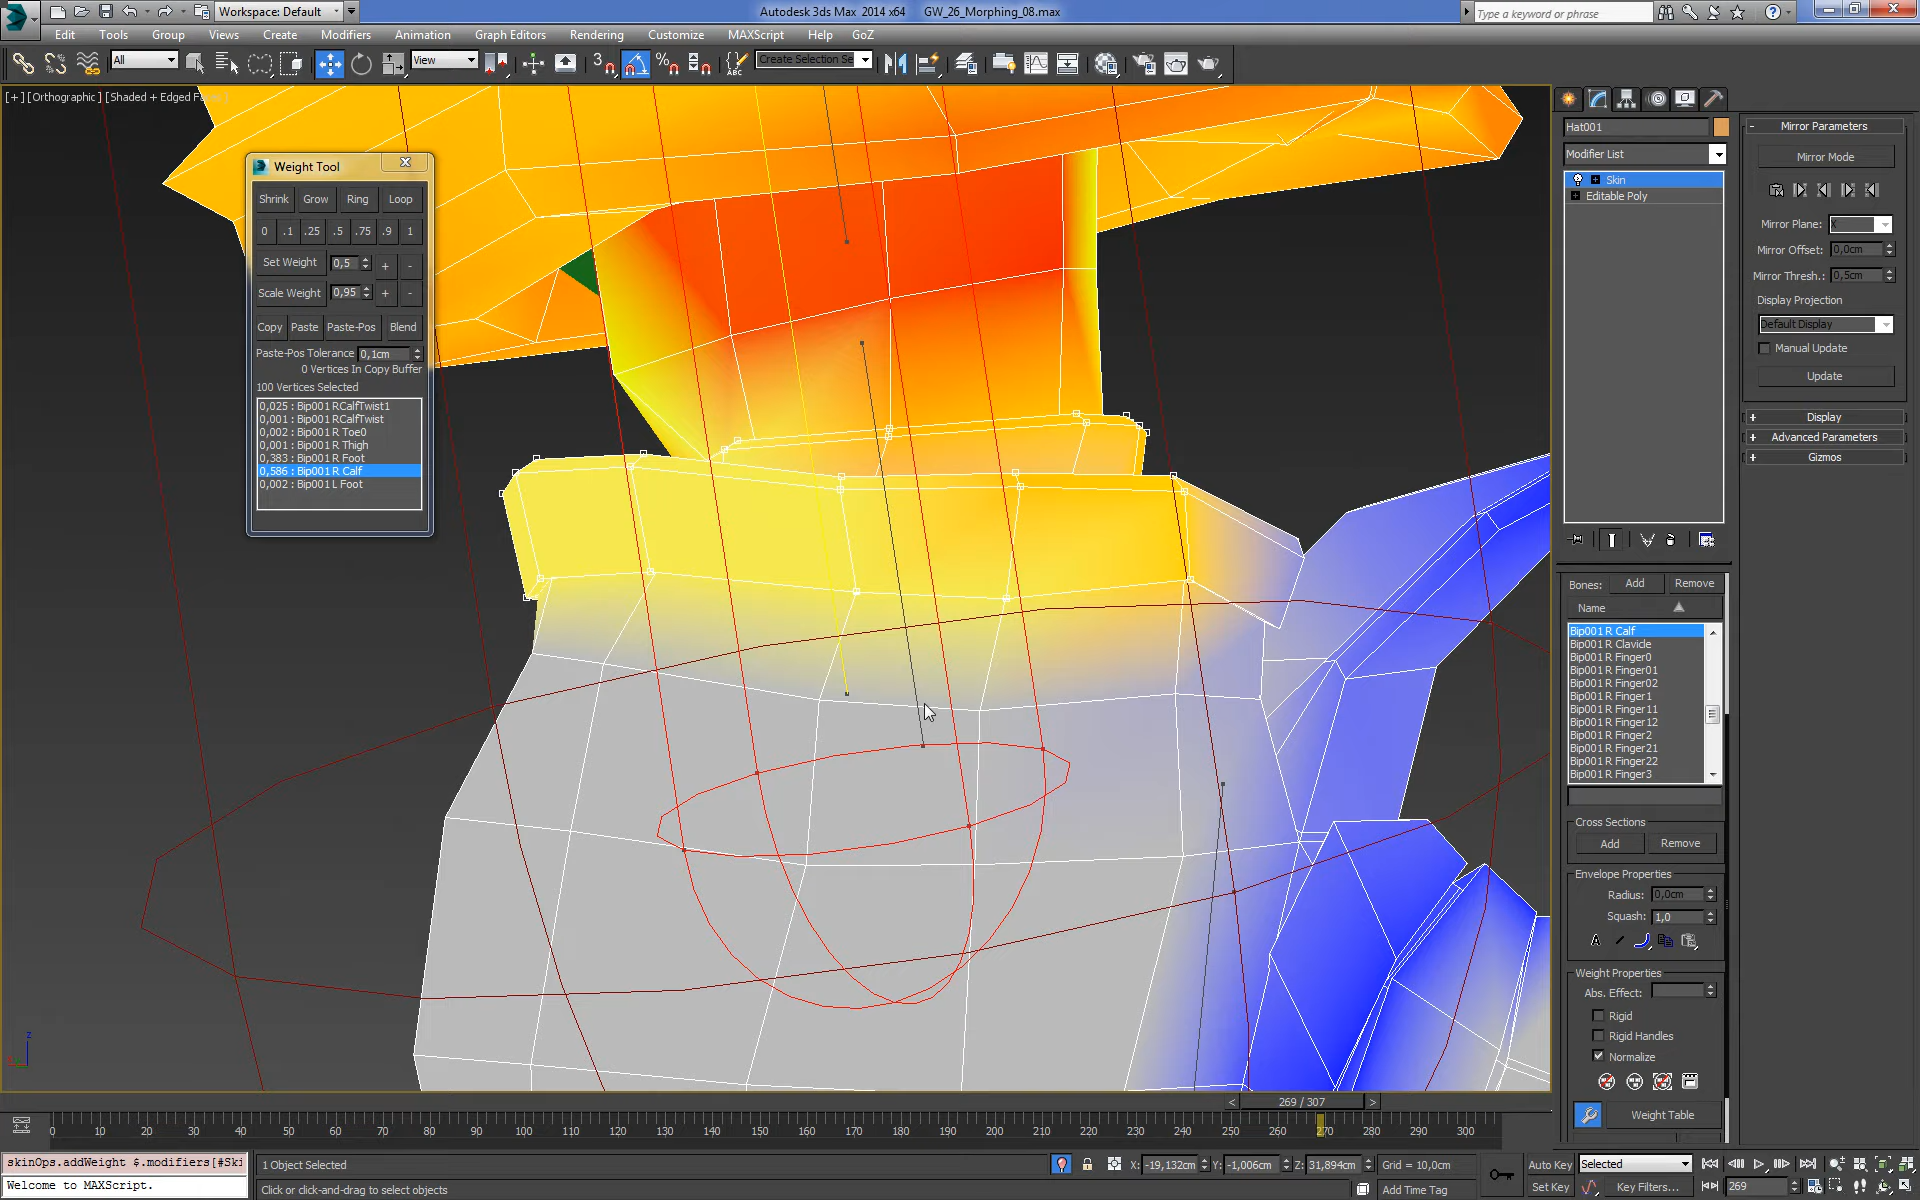 Workspace: Default
Autodesk 3ds Max 2014 x64 GW_26_Morphing_08.max
Type a keyword or phrase
Edit Tools Group Views Create Modifiers Animation Graph Editors Rendering Customize MAXScript Help GoZ
All View Create Selection Se
[+] [Orthographic] [Shaded + Edged Fa
Weight Tool
Shrink Grow Ring Loop
0 .1 .25 .5 .75 .9 1
Set Weight 0,5 + -
Scale Weight 0,95 + -
Copy Paste Paste-Pos Blend
Paste-Pos Tolerance 0,1cm
0 Vertices In Copy Buffer
100 Vertices Selected
0,025 : Bip001 RCalfTwist1
0,001 : Bip001 RCalfTwist
0,002 : Bip001 R Toe0
0,001 : Bip001 R Thigh
0,383 : Bip001 R Foot
0,586 : Bip001 R Calf
0,002 : Bip001 L Foot
Hat001
Modifier List
Skin
Editable Poly
Bones: Add Remove
Name
Bip001 R Calf
Bip001 R Clavicle
Bip001 R Finger0
Bip001 R Finger01
Bip001 R Finger02
Bip001 R Finger1
Bip001 R Finger11
Bip001 R Finger12
Bip001 R Finger2
Bip001 R Finger21
Bip001 R Finger22
Bip001 R Finger3
Cross Sections
Add Remove
Envelope Properties
Radius: 0,0cm
Squash: 1,0
Weight Properties
Abs. Effect:
Rigid
Rigid Handles
Normalize
Weight Table
- Mirror Parameters
Mirror Mode
Mirror Plane: X
Mirror Offset: 0,0cm
Mirror Thresh.: 0,5cm
Display Projection
Default Display
Manual Update
Update
+ Display
+ Advanced Parameters
+ Gizmos
z
< 269 / 307 >
0 10 20 30 40 50 60 70 80 90 100 110 120 130 140 150 160 170 180 190 200 210 220 230 240 250 260 270 280 290 300
skinOps.addWeight $.modifiers[#Ski
Welcome to MAXScript.
1 Object Selected
Click or click-and-drag to select objects
X: -19,132cm Y: -1,006cm Z: 31,894cm Grid = 10,0cm
Add Time Tag
Auto Key Selected
Set Key Key Filters... 269